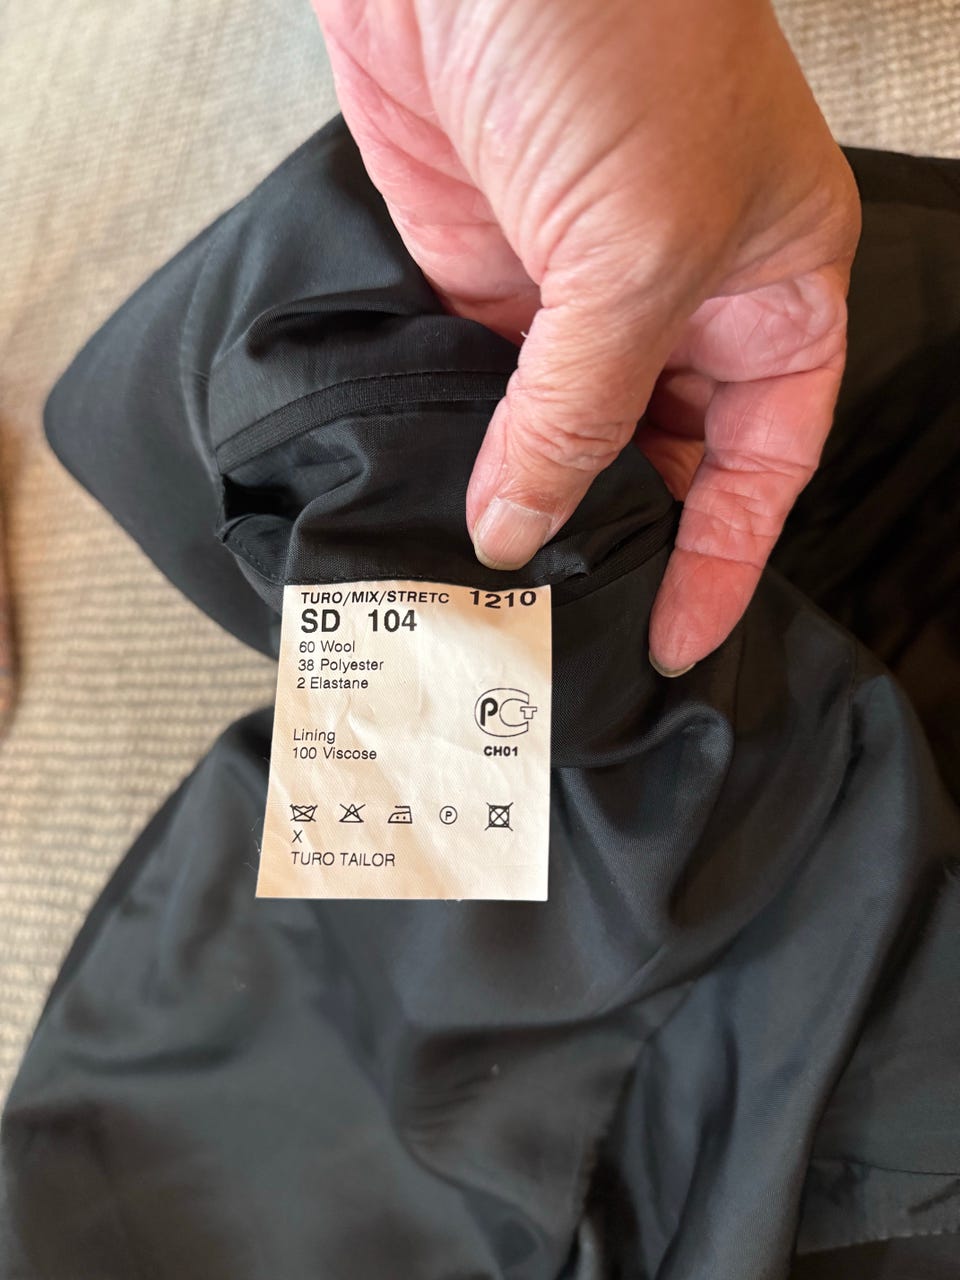 TURO/MIX/STRETC 1210
SD 104
60 Wool
38 Polyester
2 Elastane
PCT
CH01
Lining
100 Viscose
P
X
TURO TAILOR